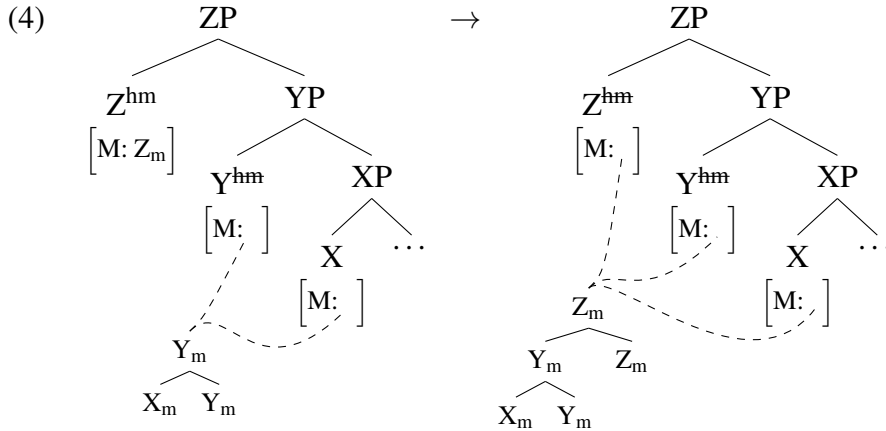 (4) ZP → ZP
Z^hm YP Z^hm YP
[M: Z_m] [M: ]
Y^hm XP Y^hm XP
[M: ] X … [M: ] X …
[M: ] [M: ]
Z_m
Y_m Y_m Z_m
X_m Y_m X_m Y_m